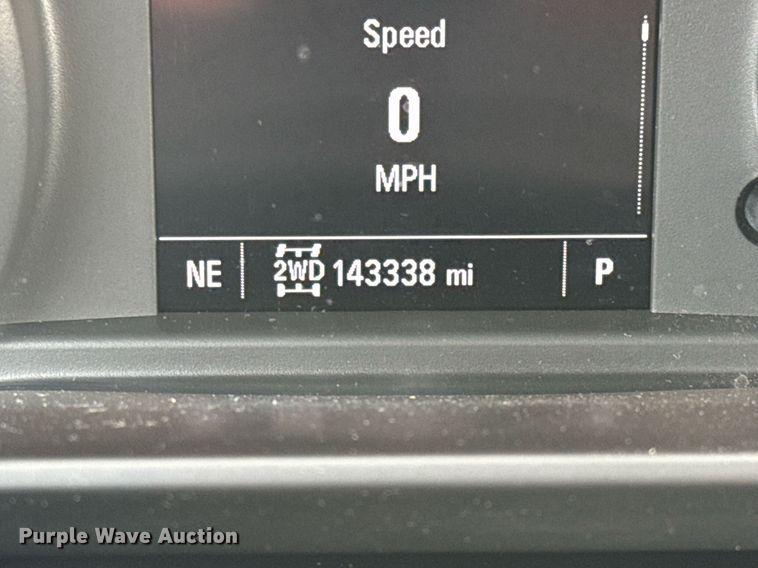 Speed
0
MPH
NE 2WD 143338 mi P
Purple Wave Auction